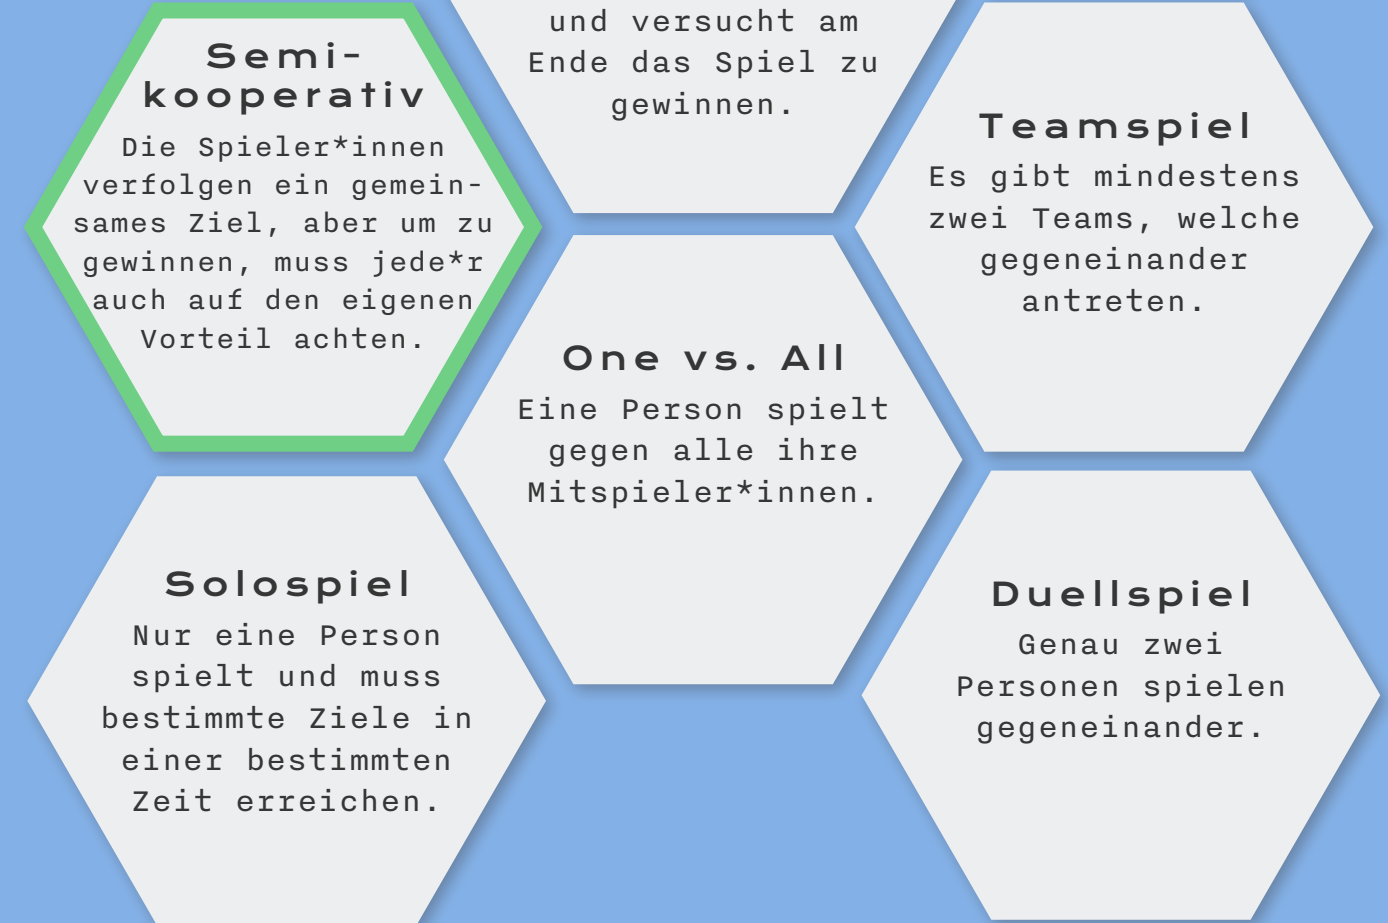 Semi-
kooperativ
Die Spieler*innen
verfolgen ein gemein-
sames Ziel, aber um zu
gewinnen, muss jede*r
auch auf den eigenen
Vorteil achten.
und versucht am
Ende das Spiel zu
gewinnen.
Teamspiel
Es gibt mindestens
zwei Teams, welche
gegeneinander
antreten.
One vs. All
Eine Person spielt
gegen alle ihre
Mitspieler*innen.
Solospiel
Nur eine Person
spielt und muss
bestimmte Ziele in
einer bestimmten
Zeit erreichen.
Duellspiel
Genau zwei
Personen spielen
gegeneinander.